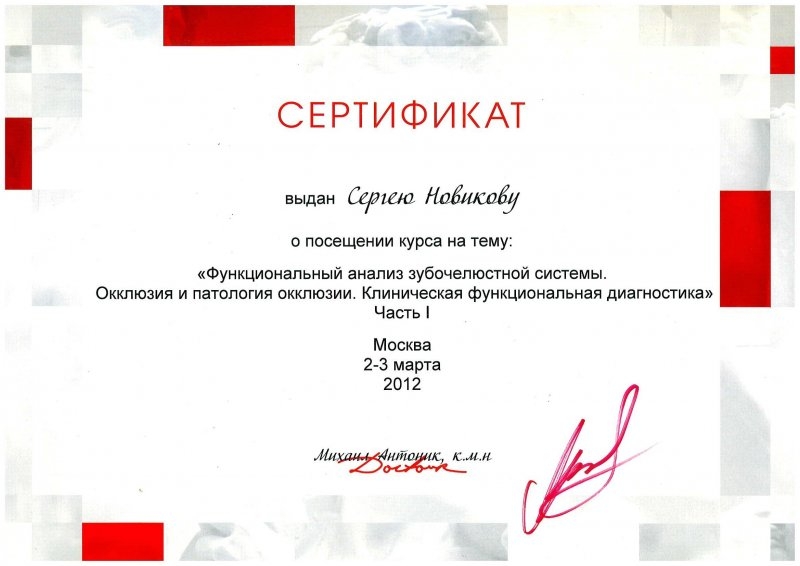 СЕРТИФИКАТ
выдан Сергею Новикову
о посещении курса на тему:
«Функциональный анализ зубочелюстной системы.
Окклюзия и патология окклюзии. Клиническая функциональная диагностика»
Часть I
Москва
2-3 марта
2012
Михаил Антоник, к.м.н